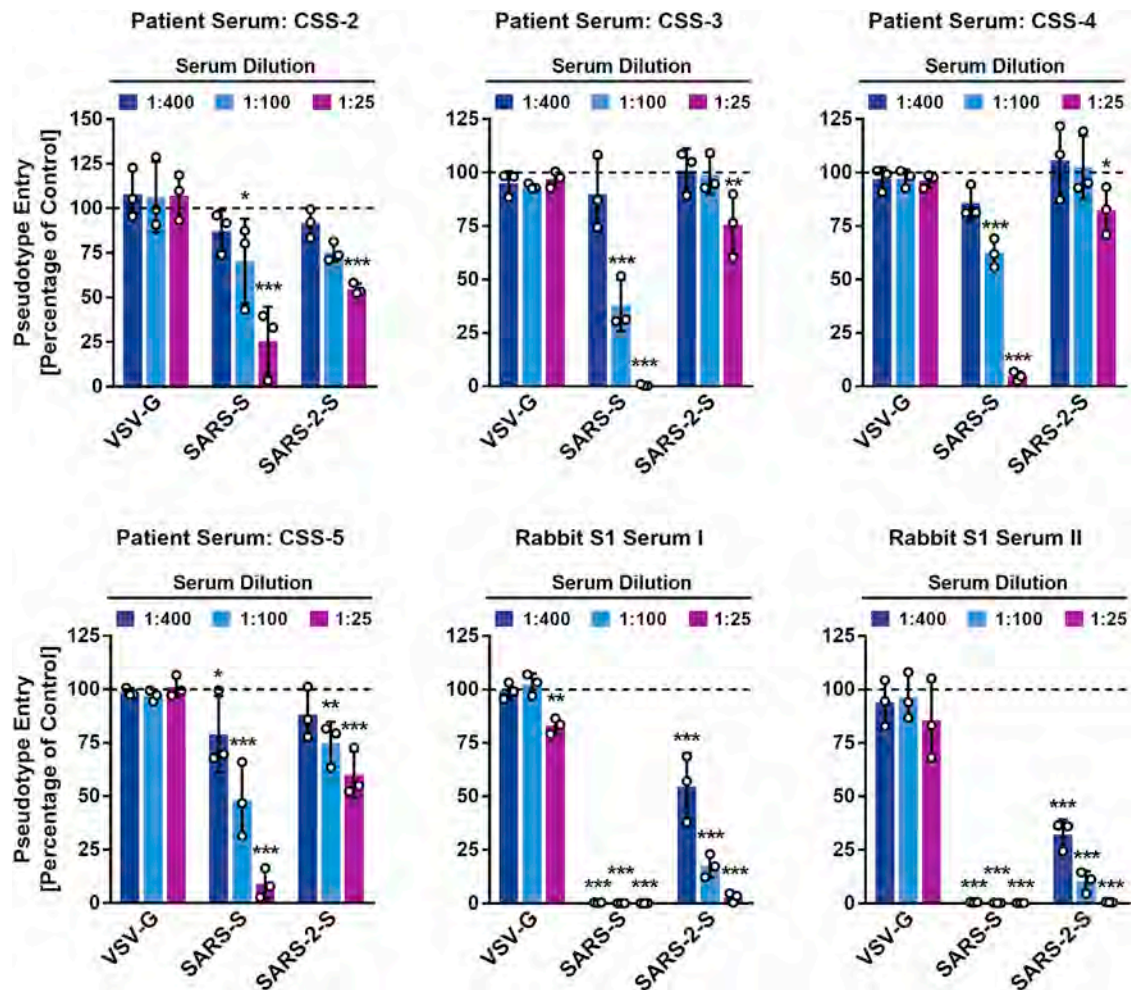 Patient Serum: CSS-2
Serum Dilution
1:400 1:100 1:25
Pseudotype Entry
[Percentage of Control]
150
125
100
75
50
25
0
*
***
***
VSV-G
SARS-S
SARS-2-S
Patient Serum: CSS-3
Serum Dilution
1:400 1:100 1:25
125
100
75
50
25
0
***
***
**
VSV-G
SARS-S
SARS-2-S
Patient Serum: CSS-4
Serum Dilution
1:400 1:100 1:25
125
100
75
50
25
0
***
***
*
VSV-G
SARS-S
SARS-2-S
Patient Serum: CSS-5
Serum Dilution
1:400 1:100 1:25
Pseudotype Entry
[Percentage of Control]
125
100
75
50
25
0
*
***
***
**
***
VSV-G
SARS-S
SARS-2-S
Rabbit S1 Serum I
Serum Dilution
1:400 1:100 1:25
125
100
75
50
25
0
**
***
***
***
***
***
***
VSV-G
SARS-S
SARS-2-S
Rabbit S1 Serum II
Serum Dilution
1:400 1:100 1:25
125
100
75
50
25
0
***
***
***
***
***
***
VSV-G
SARS-S
SARS-2-S